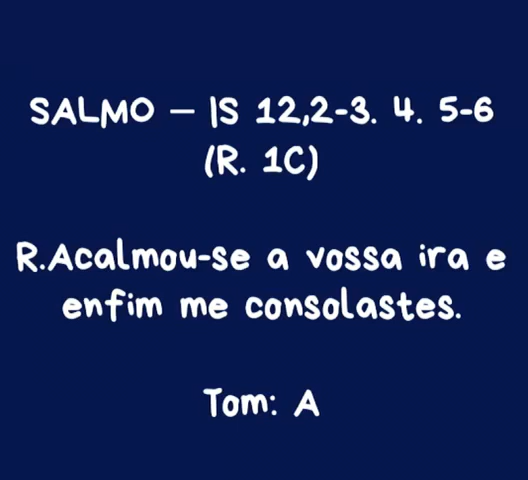 SALMO – IS 12,2-3. 4. 5-6
(R. 1C)
R.Acalmou-se a vossa ira e
enfim me consolastes.
Tom: A